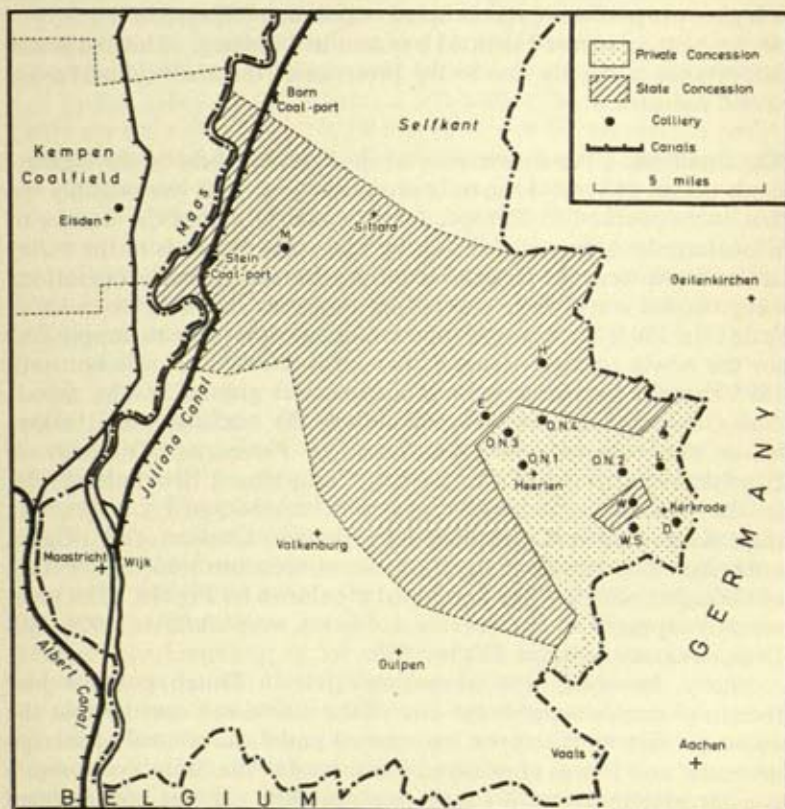 Private Concession
State Concession
Colliery
Canals
5 miles
Born
Coal-port
Selfkant
Kempen
Coalfield
Eisden
Maas
Sittard
M.
Stein
Coal-port
Geilenkirchen
H.
Juliana Canal
E.
O.N.4
O.N.3
O.N.1
O.N.2
L.
Heerlen
W.
Kerkrade
D.
W.S.
GERMANY
Valkenburg
Maastricht
Wijk
Albert Canal
Gulpen
Vaals
Aachen
BELGIUM